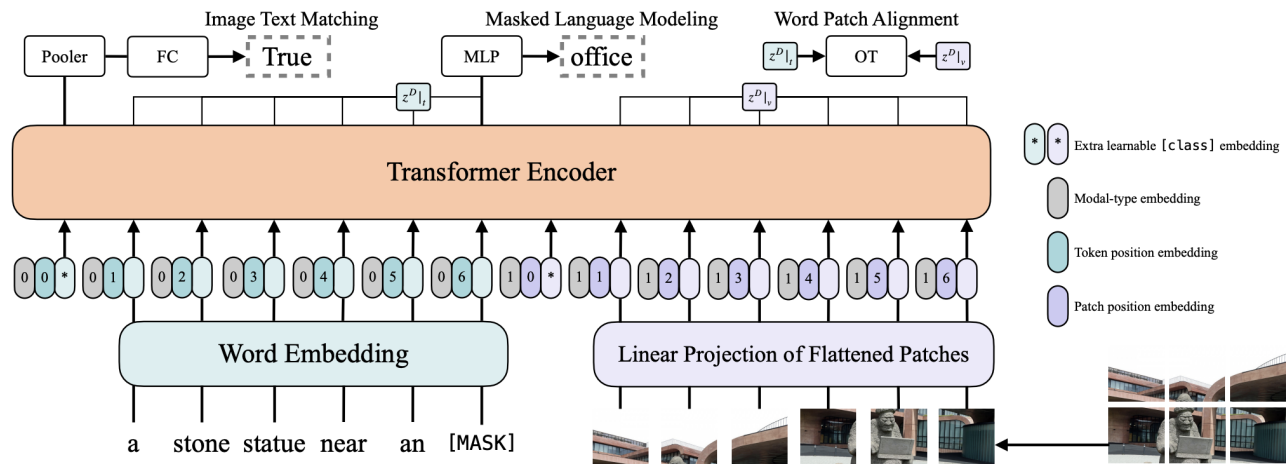 Image Text Matching
Masked Language Modeling
Word Patch Alignment
Pooler
FC
True
MLP
office
z^D|_t
OT
z^D|_v
z^D|_t
z^D|_v
Transformer Encoder
* * Extra learnable [class] embedding
Modal-type embedding
Token position embedding
Patch position embedding
0 0 * 0 1 0 2 0 3 0 4 0 5 0 6 1 0 * 1 1 1 2 1 3 1 4 1 5 1 6
Word Embedding
Linear Projection of Flattened Patches
a stone statue near an [MASK]